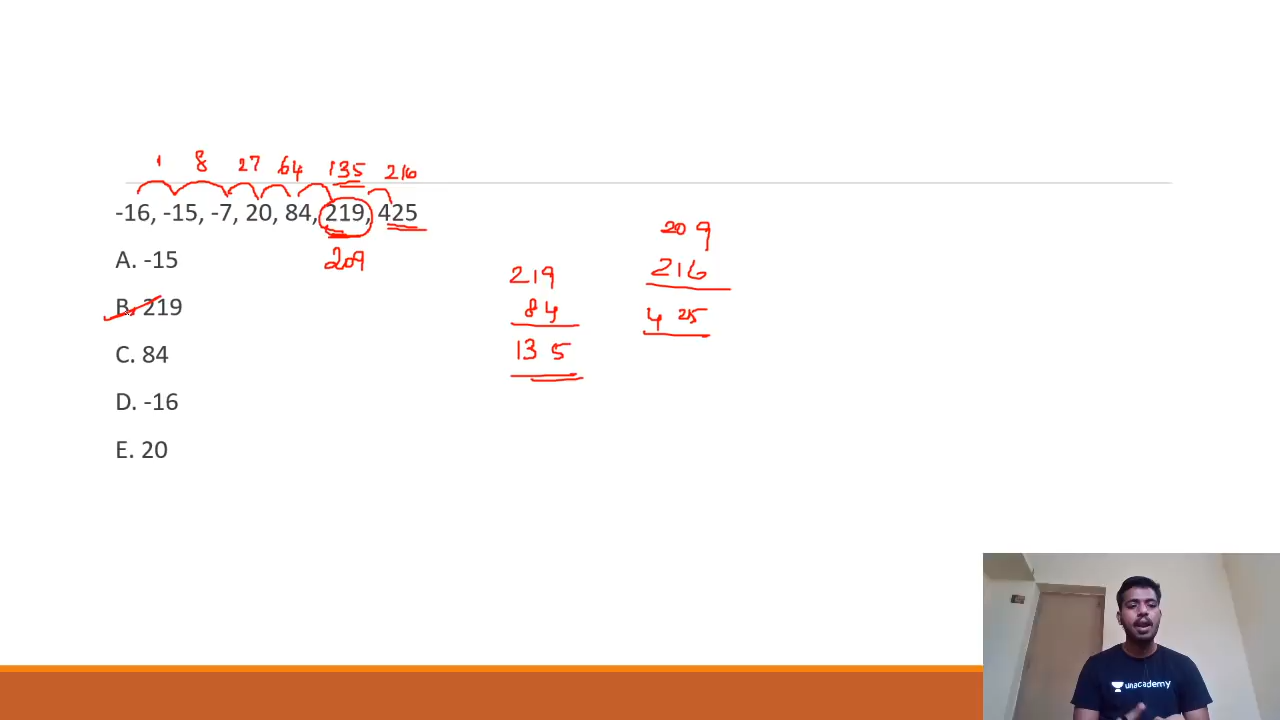 1 8 27 64 135 216
-16, -15, -7, 20, 84, 219, 425
209
A. -15
B. 219
C. 84
D. -16
E. 20
219
84
135
209
216
425
unacademy